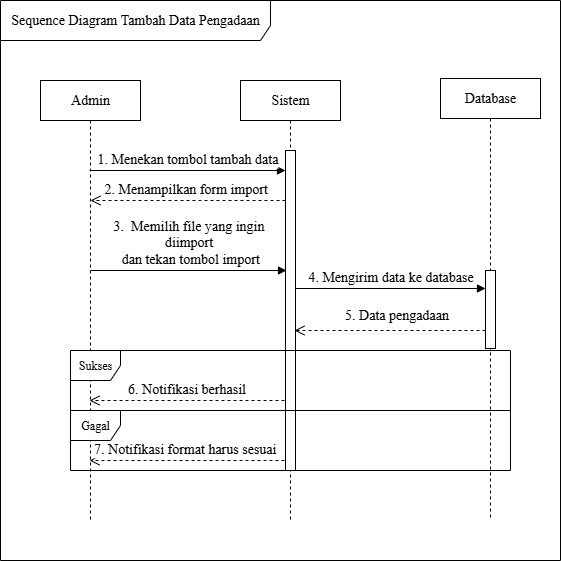 Sequence Diagram Tambah Data Pengadaan
Admin
Sistem
Database
1. Menekan tombol tambah data
2. Menampilkan form import
3. Memilih file yang ingin
diimport
dan tekan tombol import
4. Mengirim data ke database
5. Data pengadaan
Sukses
6. Notifikasi berhasil
Gagal
7. Notifikasi format harus sesuai